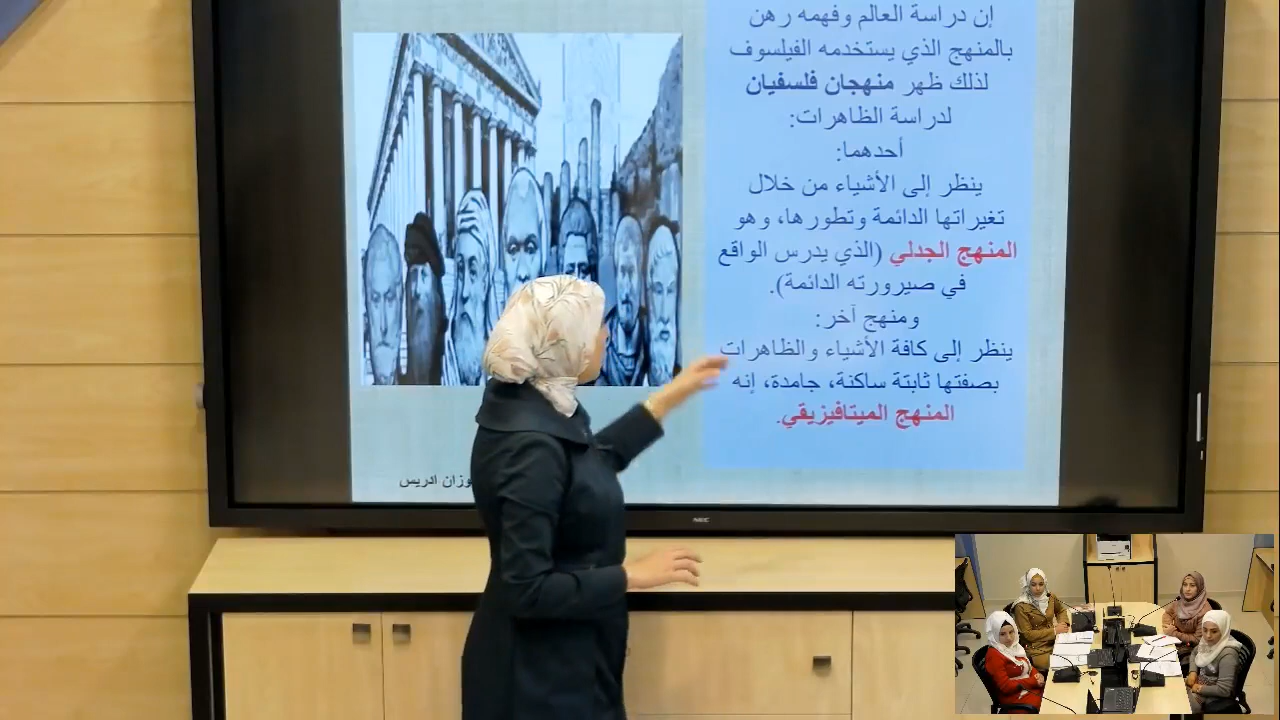 إن دراسة العالم وفهمه رهن
بالمنهج الذي يستخدمه الفيلسوف
لذلك ظهر منهجان فلسفيان
لدراسة الظاهرات:
أحدهما:
ينظر إلى الأشياء من خلال
تغيراتها الدائمة وتطورها، وهو
المنهج الجدلي (الذي يدرس الواقع
في صيرورته الدائمة).
ومنهج آخر:
ينظر إلى كافة الأشياء والظاهرات
بصفتها ثابتة ساكنة، جامدة، إنه
المنهج الميتافيزيقي.
ادريس
NEC